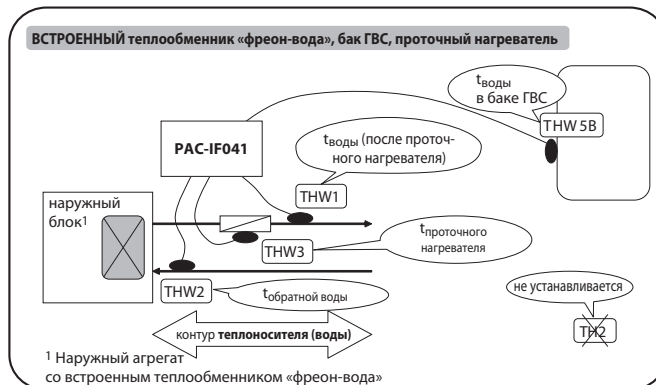 ВСТРОЕННЫЙ теплообменник «фреон-вода», бак ГВС, проточный нагреватель
tводы
в баке ГВС
THW 5B
PAC-IF041
tводы (после проточ-
ного нагревателя)
THW1
наружный
блок1
THW3
tпроточного
нагревателя
THW2
tобратной воды
не устанавливается
TH2
контур теплоносителя (воды)
1 Наружный агрегат
со встроенным теплообменником «фреон-вода»